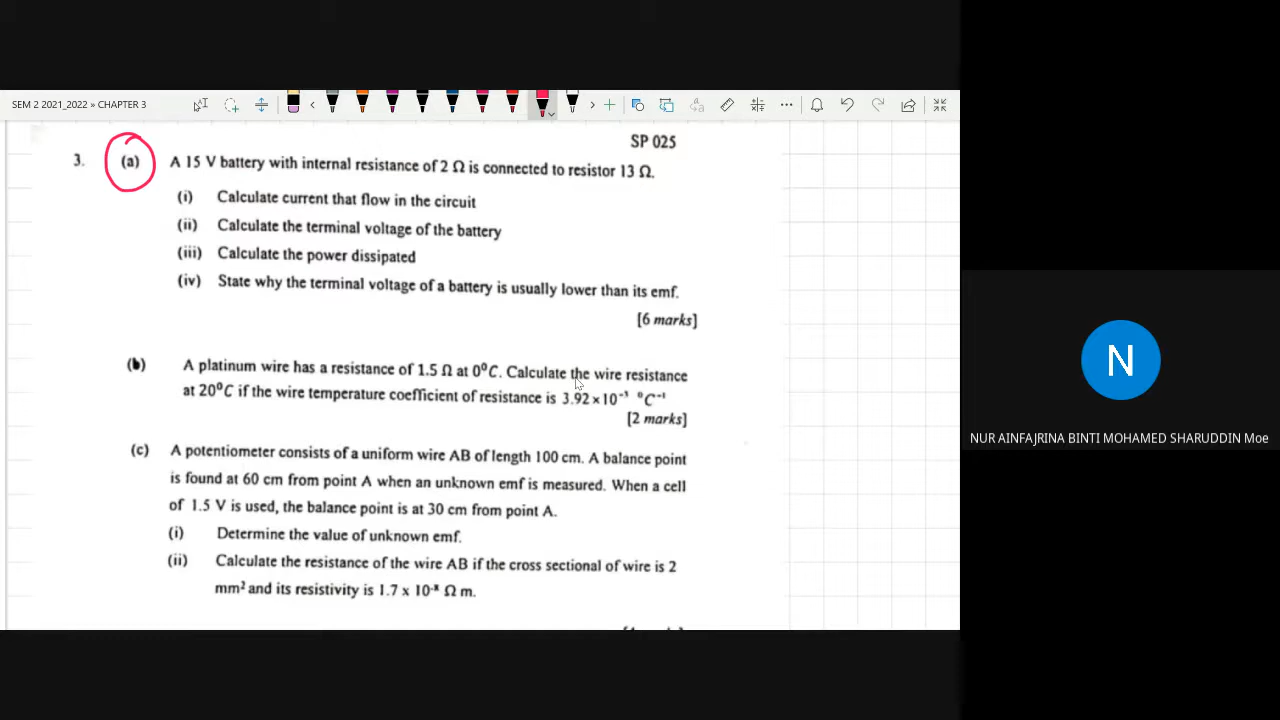 SEM 2 2021_2022 » CHAPTER 3
SP 025
3. (a) A 15 V battery with internal resistance of 2 Ω is connected to resistor 13 Ω.
(i) Calculate current that flow in the circuit
(ii) Calculate the terminal voltage of the battery
(iii) Calculate the power dissipated
(iv) State why the terminal voltage of a battery is usually lower than its emf.
[6 marks]
(b) A platinum wire has a resistance of 1.5 Ω at 0⁰C. Calculate the wire resistance
at 20⁰C if the wire temperature coefficient of resistance is 3.92 × 10⁻³ ⁰C⁻¹
[2 marks]
(c) A potentiometer consists of a uniform wire AB of length 100 cm. A balance point
is found at 60 cm from point A when an unknown emf is measured. When a cell
of 1.5 V is used, the balance point is at 30 cm from point A.
(i) Determine the value of unknown emf.
(ii) Calculate the resistance of the wire AB if the cross sectional of wire is 2
mm² and its resistivity is 1.7 x 10⁻⁸ Ω m.
N
NUR AINFAJRINA BINTI MOHAMED SHARUDDIN Moe